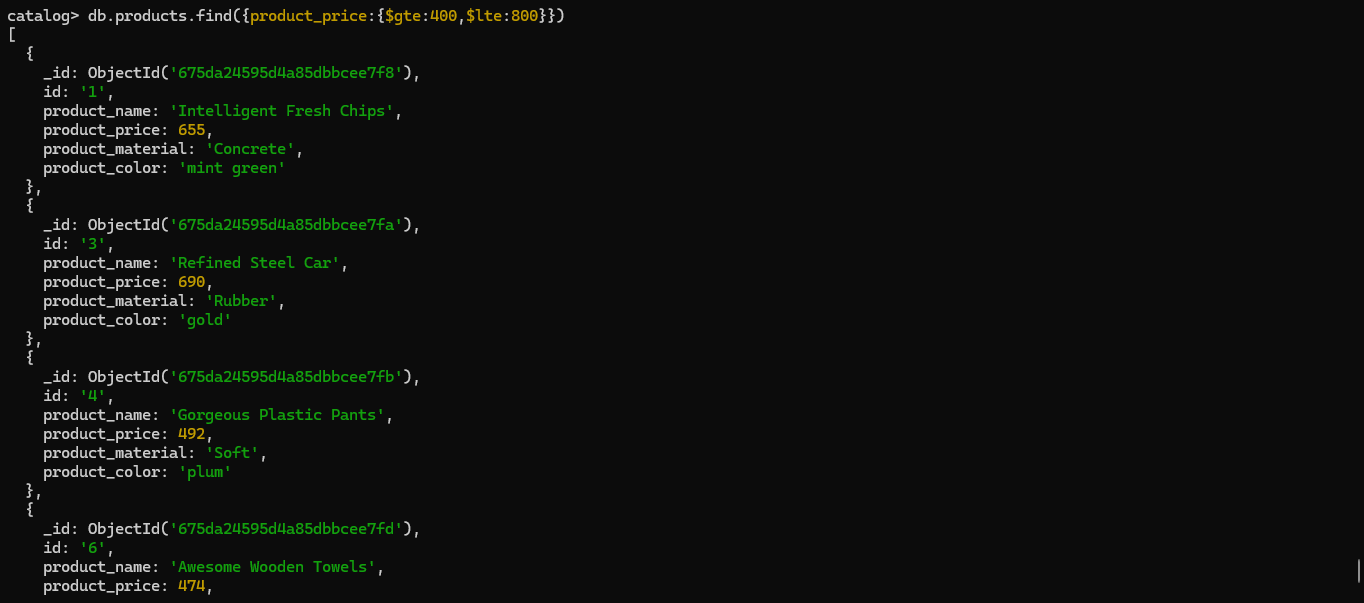 catalog> db.products.find({product_price:{$gte:400,$lte:800}})
[
  {
    _id: ObjectId('675da24595d4a85dbbcee7f8'),
    id: '1',
    product_name: 'Intelligent Fresh Chips',
    product_price: 655,
    product_material: 'Concrete',
    product_color: 'mint green'
  },
  {
    _id: ObjectId('675da24595d4a85dbbcee7fa'),
    id: '3',
    product_name: 'Refined Steel Car',
    product_price: 690,
    product_material: 'Rubber',
    product_color: 'gold'
  },
  {
    _id: ObjectId('675da24595d4a85dbbcee7fb'),
    id: '4',
    product_name: 'Gorgeous Plastic Pants',
    product_price: 492,
    product_material: 'Soft',
    product_color: 'plum'
  },
  {
    _id: ObjectId('675da24595d4a85dbbcee7fd'),
    id: '6',
    product_name: 'Awesome Wooden Towels',
    product_price: 474,